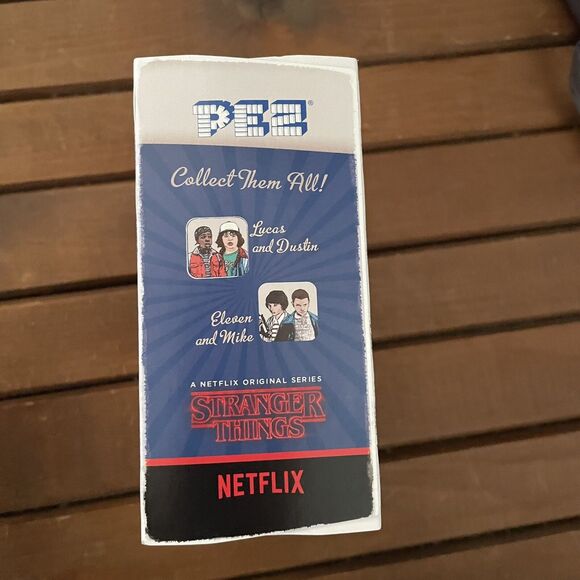 PEZ®
Collect Them All!
Lucas
and Dustin
Eleven
and Mike
A NETFLIX ORIGINAL SERIES
STRANGER
THINGS
NETFLIX